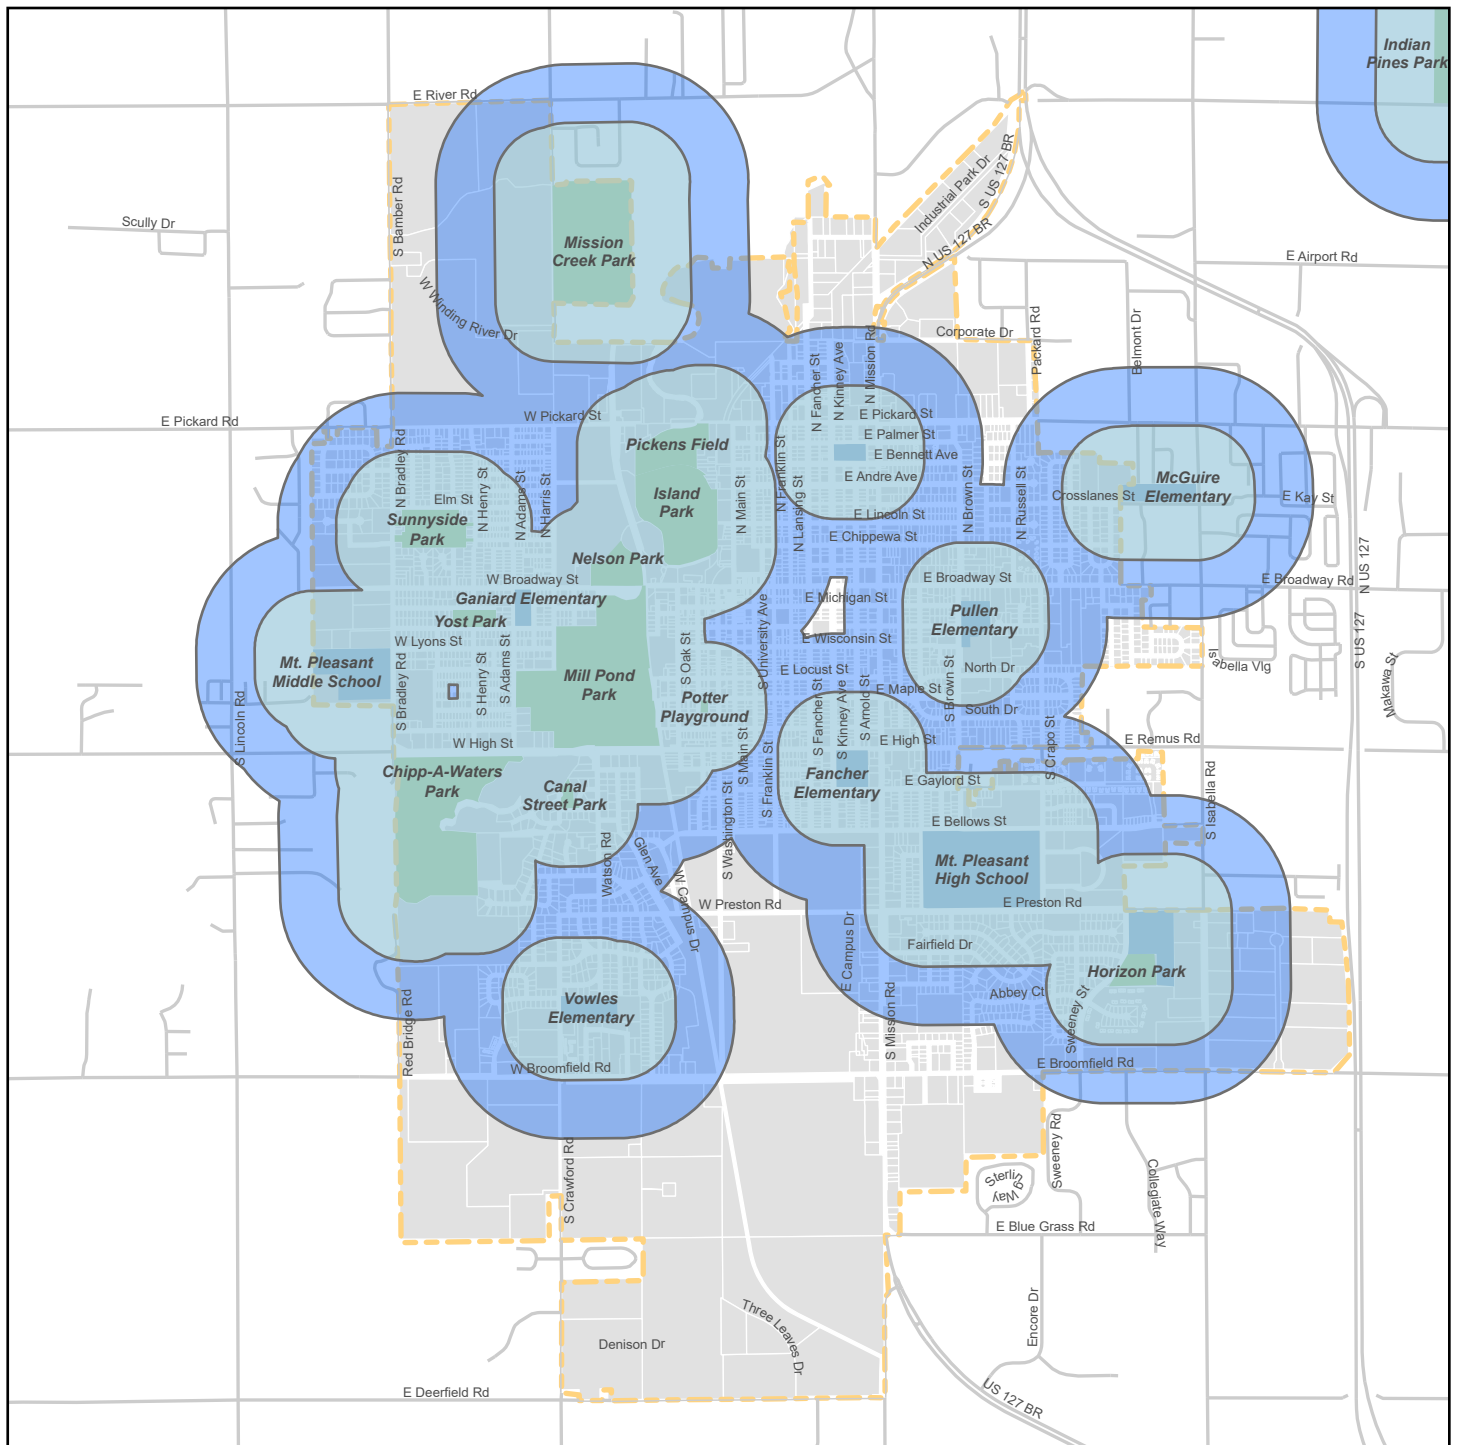 Indian
Pines Park
E River Rd
Scully Dr
S Bamber Rd
Mission
Creek Park
W Winding River Dr
Industrial Park Dr
S US 127 BR
N US 127 BR
E Airport Rd
Corporate Dr
Packard Rd
Belmont Dr
E Pickard Rd
W Pickard St
N Fancher St
N Kinney Ave
N Mission Rd
E Pickard St
E Palmer St
E Bennett Ave
E Andre Ave
Pickens Field
Island
Park
N Bradley Rd
Elm St
N Henry St
N Adams St
N Harris St
Sunnyside
Park
N Main St
N Franklin St
N Lansing St
E Lincoln St
E Chippewa St
N Brown St
N Russell St
Crosslanes St
McGuire
Elementary
E Kay St
N US 127
Nelson Park
W Broadway St
Ganiard Elementary
Yost Park
W Lyons St
E Broadway St
E Broadway Rd
E Michigan St
E Wisconsin St
Pullen
Elementary
Mt. Pleasant
Middle School
S Bradley Rd
S Henry St
S Adams St
Mill Pond
Park
S Oak St
S University Ave
E Locust St
E Maple St
North Dr
South Dr
Isabella Vlg
S US 127
Makawa St
S Lincoln Rd
Potter
Playground
S Main St
S Franklin St
S Fancher St
S Kinney Ave
S Arnold St
S Brown St
S Crapo St
W High St
E High St
E Remus Rd
Chipp-A-Waters
Park
Canal
Street Park
Fancher
Elementary
E Gaylord St
E Bellows St
S Isabella Rd
S Washington St
Watson Rd
Glen Ave
W Campus Dr
W Preston Rd
Mt. Pleasant
High School
E Preston Rd
E Campus Dr
Fairfield Dr
Horizon Park
Abbey Ct
Sweeney St
Vowles
Elementary
Red Bridge Rd
S Mission Rd
W Broomfield Rd
E Broomfield Rd
S Crawford Rd
Sweeney Rd
Sterling Way
Collegiate Way
E Blue Grass Rd
Encore Dr
Three Leaves Dr
Denison Dr
US 127 BR
E Deerfield Rd